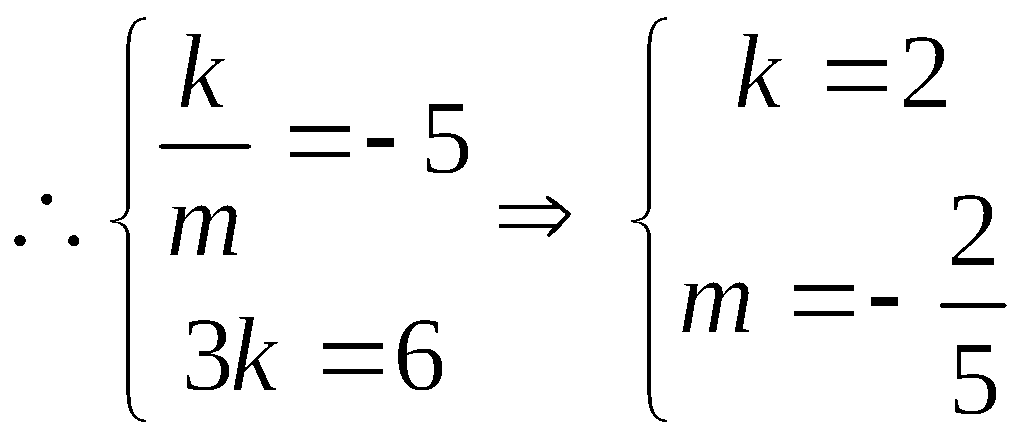 ∴ { k/m = - 5 ⇒ { k = 2
3k = 6 m = - 2/5